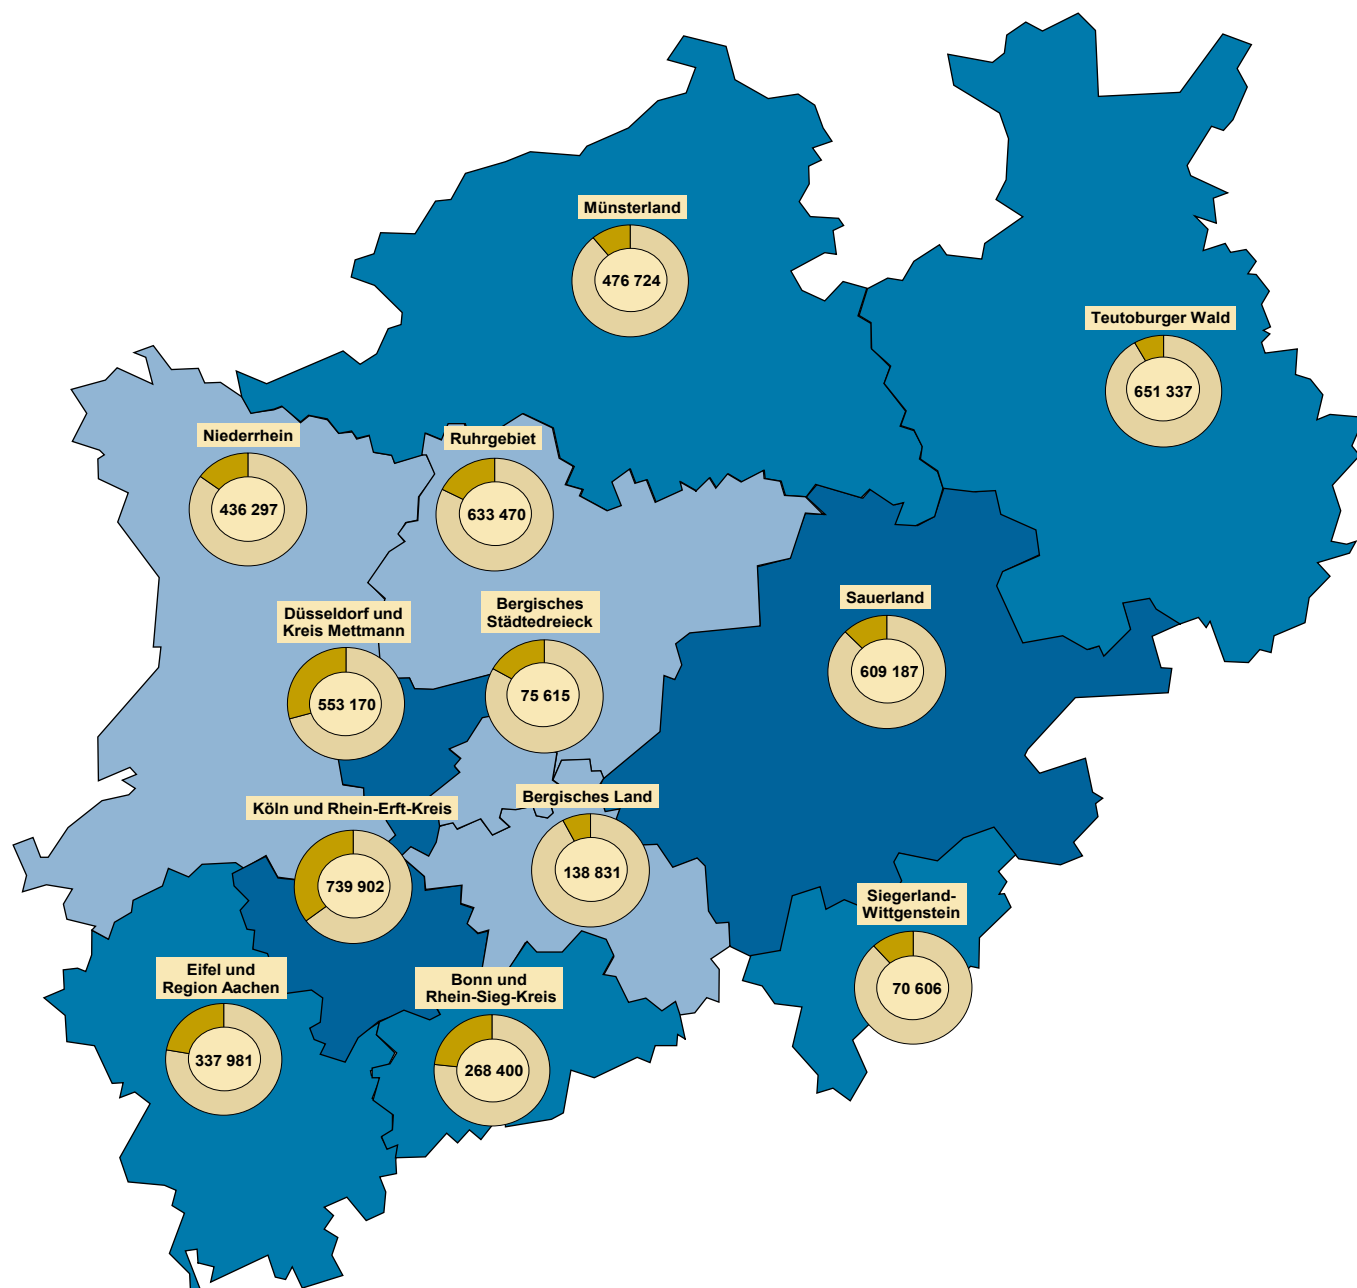 Münsterland
476 724
Teutoburger Wald
651 337
Niederrhein
436 297
Ruhrgebiet
633 470
Düsseldorf und
Kreis Mettmann
553 170
Bergisches
Städtedreieck
75 615
Sauerland
609 187
Köln und Rhein-Erft-Kreis
739 902
Bergisches Land
138 831
Siegerland-
Wittgenstein
70 606
Eifel und
Region Aachen
337 981
Bonn und
Rhein-Sieg-Kreis
268 400